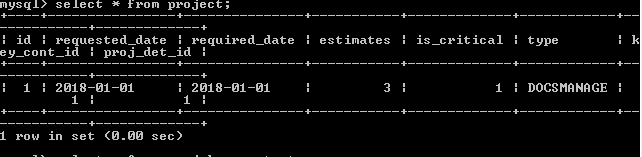 mysql> select * from project;
+----+----------------+---------------+-----------+-------------+------------+--
------------+-------------+
| id | requested_date | required_date | estimates | is_critical | type       | k
ey_cont_id | proj_det_id |
+----+----------------+---------------+-----------+-------------+------------+--
------------+-------------+
|  1 | 2018-01-01     | 2018-01-01    |         3 |           1 | DOCSMANAGE |
         1 |           1 |
+----+----------------+---------------+-----------+-------------+------------+--
------------+-------------+
1 row in set (0.00 sec)